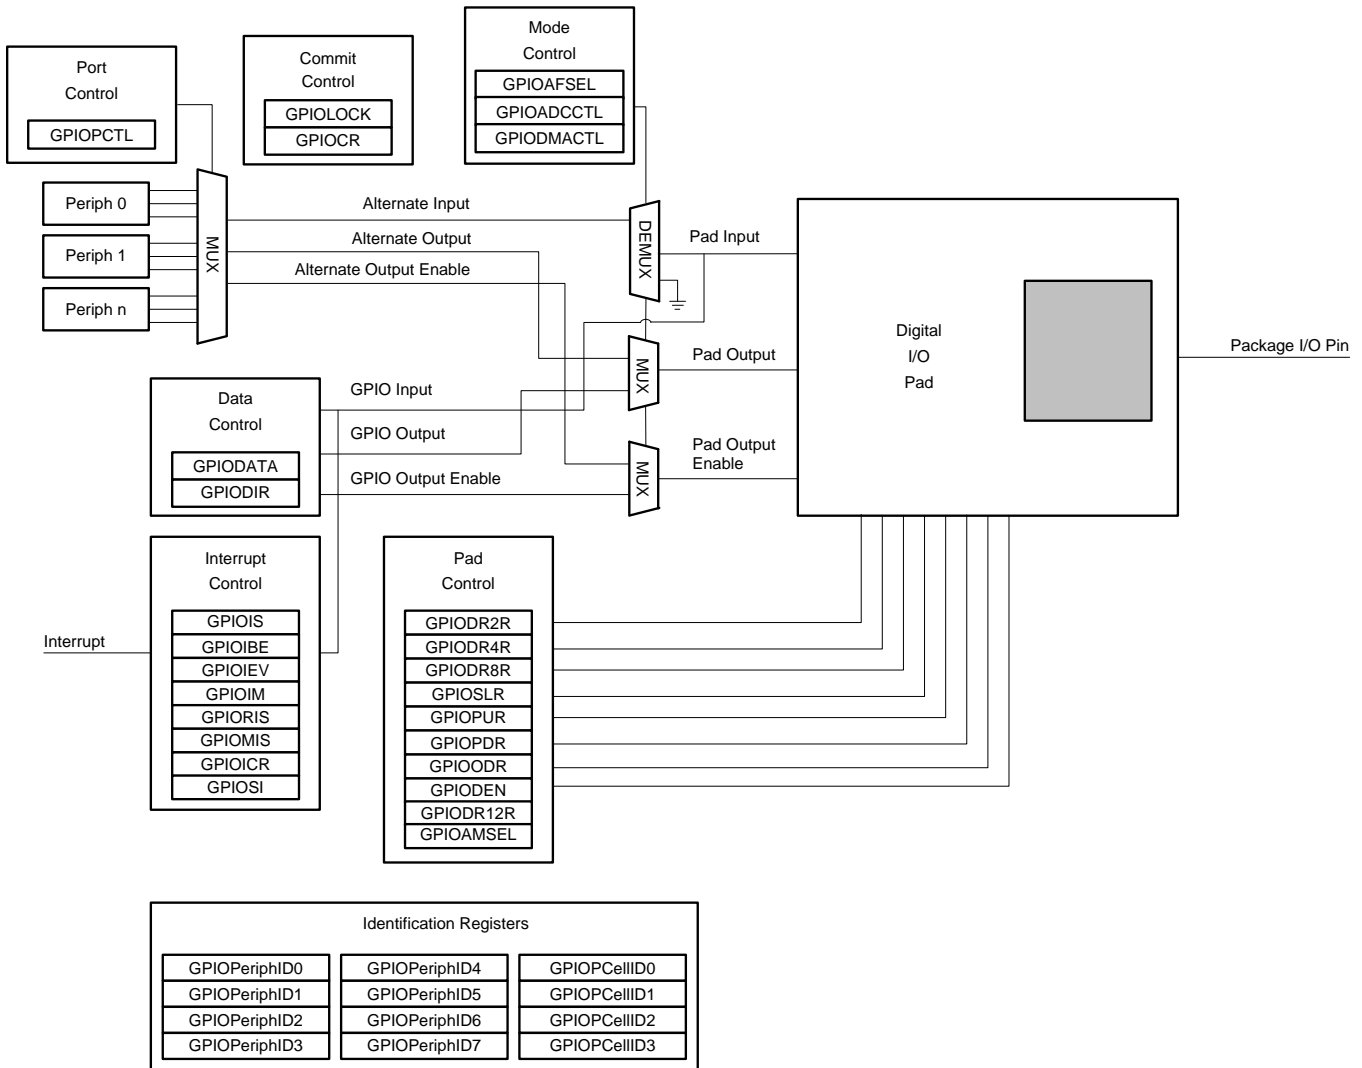 Port
Control
GPIOPCTL
Commit
Control
GPIOLOCK
GPIOCR
Mode
Control
GPIOAFSEL
GPIOADCCTL
GPIODMACTL
Periph 0
Periph 1
Periph n
MUX
Alternate Input
Alternate Output
Alternate Output Enable
DEMUX
Pad Input
MUX
Pad Output
MUX
Pad Output
Enable
Digital
I/O
Pad
Package I/O Pin
Data
Control
GPIODATA
GPIODIR
GPIO Input
GPIO Output
GPIO Output Enable
Interrupt
Interrupt
Control
GPIOIS
GPIOIBE
GPIOIEV
GPIOIM
GPIORIS
GPIOMIS
GPIOICR
GPIOSI
Pad
Control
GPIODR2R
GPIODR4R
GPIODR8R
GPIOSLR
GPIOPUR
GPIOPDR
GPIOODR
GPIODEN
GPIODR12R
GPIOAMSEL
Identification Registers
GPIOPeriphID0
GPIOPeriphID1
GPIOPeriphID2
GPIOPeriphID3
GPIOPeriphID4
GPIOPeriphID5
GPIOPeriphID6
GPIOPeriphID7
GPIOPCellID0
GPIOPCellID1
GPIOPCellID2
GPIOPCellID3